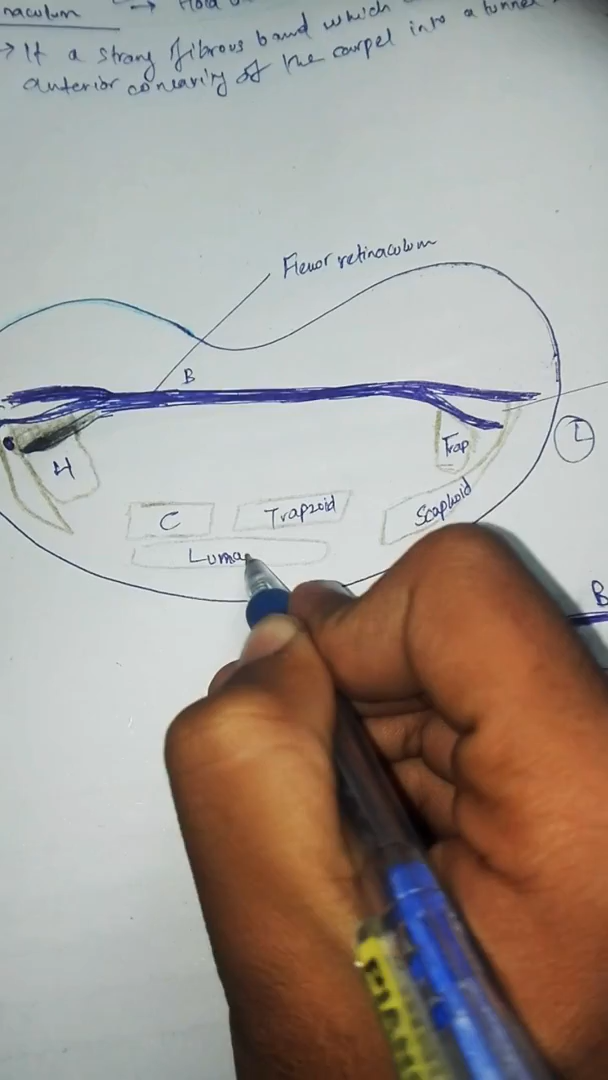 naculum → Hold
→ It a strong fibrous band which
anterior concavity of the carpel into a tunnel
Flexor retinaculum
B
H
Trap
L
C
Trapzoid
Scaphoid
Luma
B